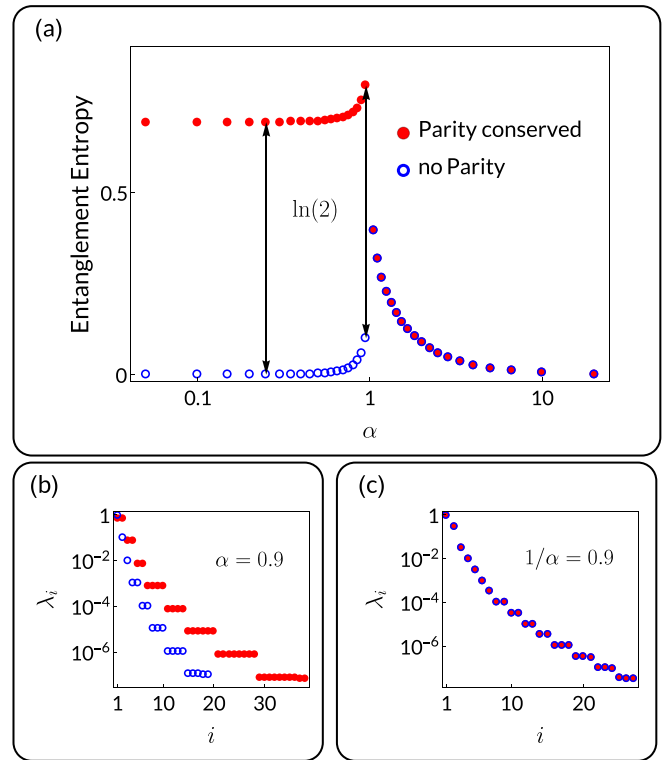 (a)
Entanglement Entropy
0.5
0
ln(2)
Parity conserved
no Parity
0.1 1 10
α
(b)
λᵢ
1
10⁻²
10⁻⁴
10⁻⁶
α = 0.9
1 10 20 30
i
(c)
λᵢ
1
10⁻²
10⁻⁴
10⁻⁶
1/α = 0.9
1 10 20
i